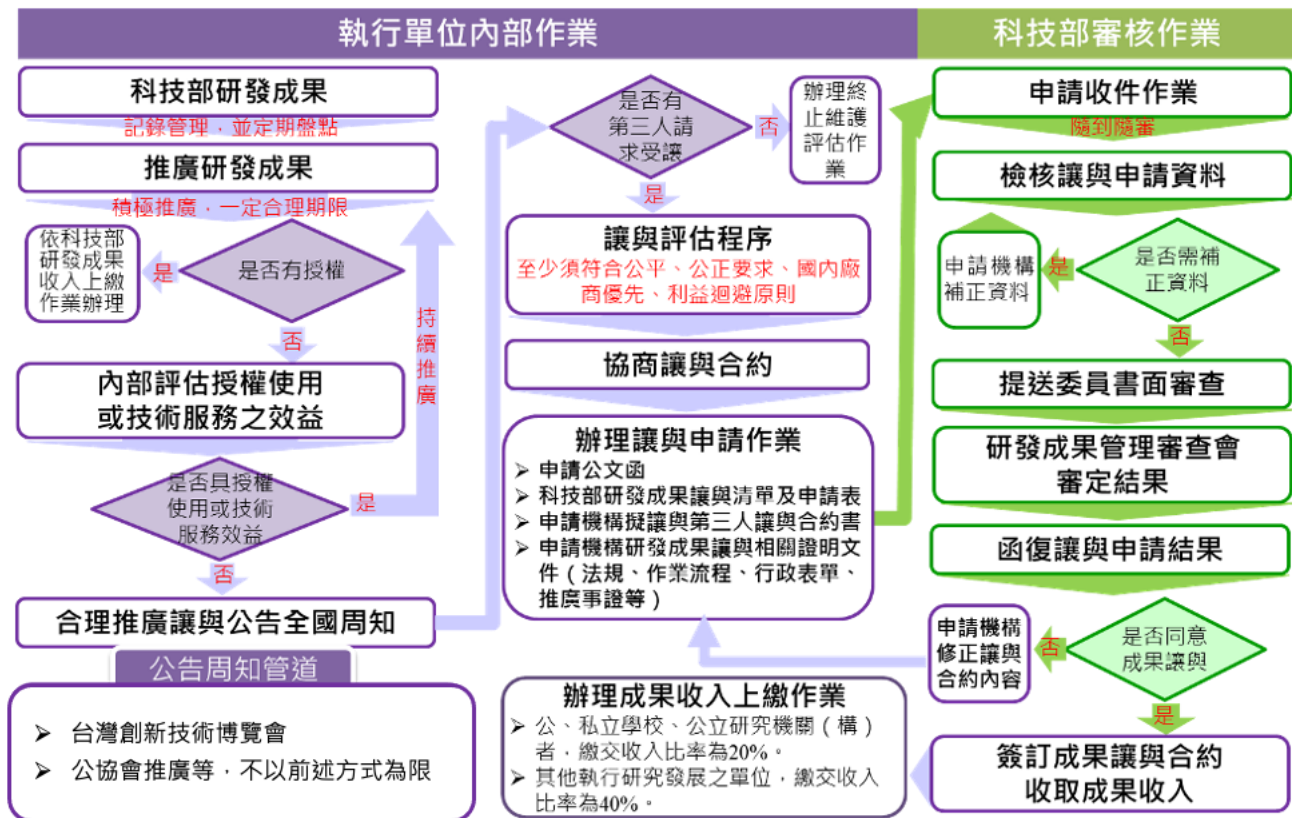 執行單位內部作業
科技部審核作業
科技部研發成果
記錄管理，並定期盤點
推廣研發成果
積極推廣，一定合理期限
依科技部
研發成果
收入上繳
作業辦理
是
是否有授權
否
持
續
推
廣
內部評估授權使用
或技術服務之效益
是否具授權
使用或技術
服務效益
是
否
合理推廣讓與公告全國周知
公告周知管道
➢ 台灣創新技術博覽會
➢ 公協會推廣等，不以前述方式為限
是否有
第三人請
求受讓
否
辦理終
止維護
評估作
業
是
讓與評估程序
至少須符合公平、公正要求、國內廠
商優先、利益迴避原則
協商讓與合約
辦理讓與申請作業
➢ 申請公文函
➢ 科技部研發成果讓與清單及申請表
➢ 申請機構擬讓與第三人讓與合約書
➢ 申請機構研發成果讓與相關證明文
件（法規、作業流程、行政表單、
推廣事證等）
辦理成果收入上繳作業
➢ 公、私立學校、公立研究機關（構）
者，繳交收入比率為20%。
➢ 其他執行研究發展之單位，繳交收入
比率為40%。
申請收件作業
隨到隨審
檢核讓與申請資料
申請機構
補正資料
是
是否需補
正資料
否
提送委員書面審查
研發成果管理審查會
審定結果
函復讓與申請結果
申請機構
修正讓與
合約內容
否
是否同意
成果讓與
是
簽訂成果讓與合約
收取成果收入